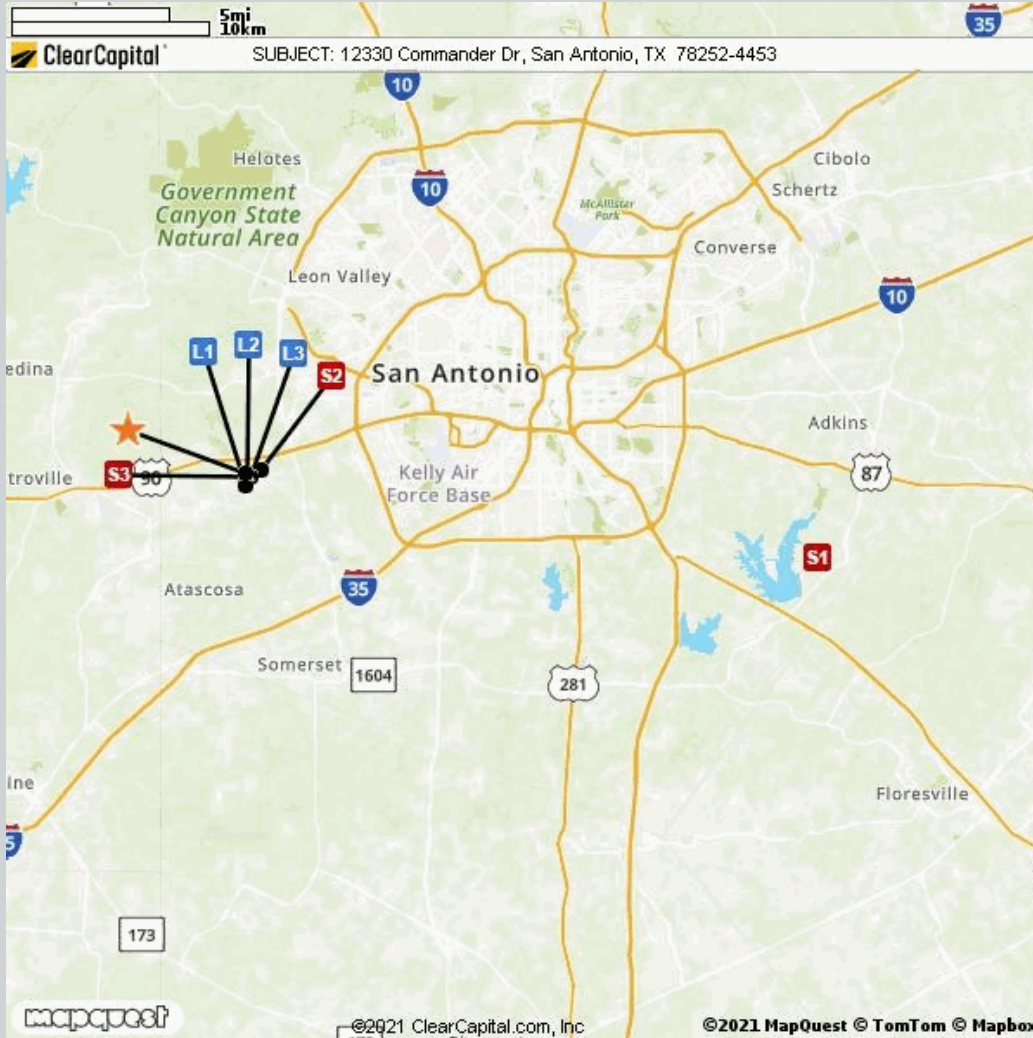 5mi
10km
35
ClearCapital
SUBJECT: 12330 Commander Dr, San Antonio, TX 78252-4453
10
Helotes
Cibolo
10
Schertz
Government
Canyon State
Natural Area
McAllister
Park
Converse
Leon Valley
10
L1
L2
L3
edina
S2
San Antonio
Adkins
S3
90
troville
Kelly Air
Force Base
87
S1
Atascosa
35
Somerset
1604
281
ine
Floresville
5
173
mapquest
©2021 ClearCapital.com, Inc
©2021 MapQuest © TomTom © Mapbox